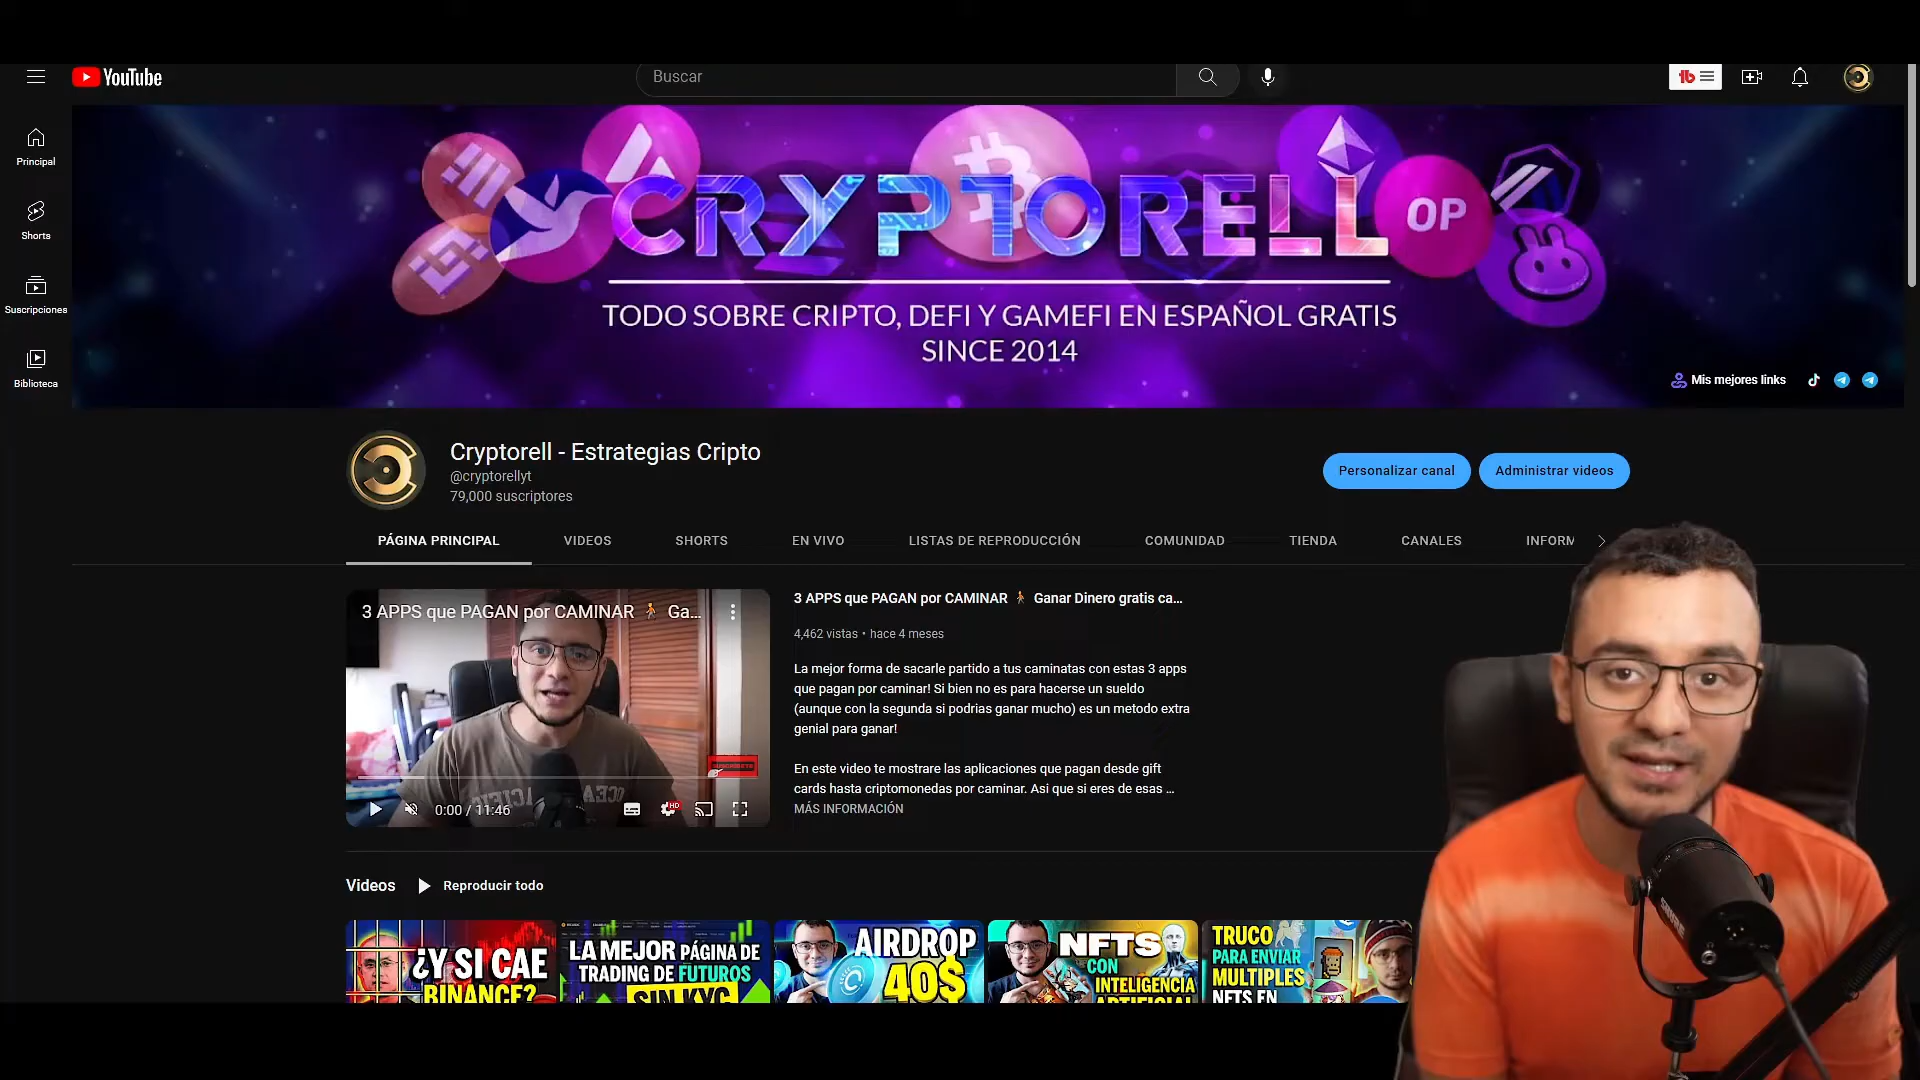 YouTube
Buscar
Principal
Shorts
Suscripciones
Biblioteca
CRYPTORELL
OP
TODO SOBRE CRIPTO, DEFI Y GAMEFI EN ESPAÑOL GRATIS
SINCE 2014
Mis mejores links
Cryptorell - Estrategias Cripto
@cryptorellyt
79,000 suscriptores
Personalizar canal
Administrar videos
PÁGINA PRINCIPAL
VIDEOS
SHORTS
EN VIVO
LISTAS DE REPRODUCCIÓN
COMUNIDAD
TIENDA
CANALES
INFORM
3 APPS que PAGAN por CAMINAR 🚶 Ga...
0:00 / 11:46
HD
3 APPS que PAGAN por CAMINAR 🚶 Ganar Dinero gratis ca...
4,462 vistas • hace 4 meses
La mejor forma de sacarle partido a tus caminatas con estas 3 apps
que pagan por caminar! Si bien no es para hacerse un sueldo
(aunque con la segunda si podrias ganar mucho) es un metodo extra
genial para ganar!
En este video te mostrare las aplicaciones que pagan desde gift
cards hasta criptomonedas por caminar. Asi que si eres de esas ...
MÁS INFORMACIÓN
Videos
Reproducir todo
¿Y SI CAE
BINANCE?
LA MEJOR PÁGINA DE
TRADING DE FUTUROS
SIN KYC
AIRDROP
40$
NFTS
CON
INTELIGENCIA
ARTIFICIAL
TRUCO
PARA ENVIAR
MULTIPLES
NFTS EN